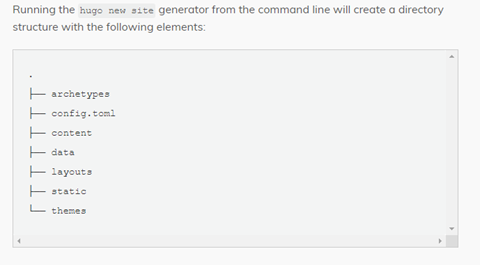 Running the hugo new site generator from the command line will create a directory
structure with the following elements:
.
├── archetypes
├── config.toml
├── content
├── data
├── layouts
├── static
└── themes